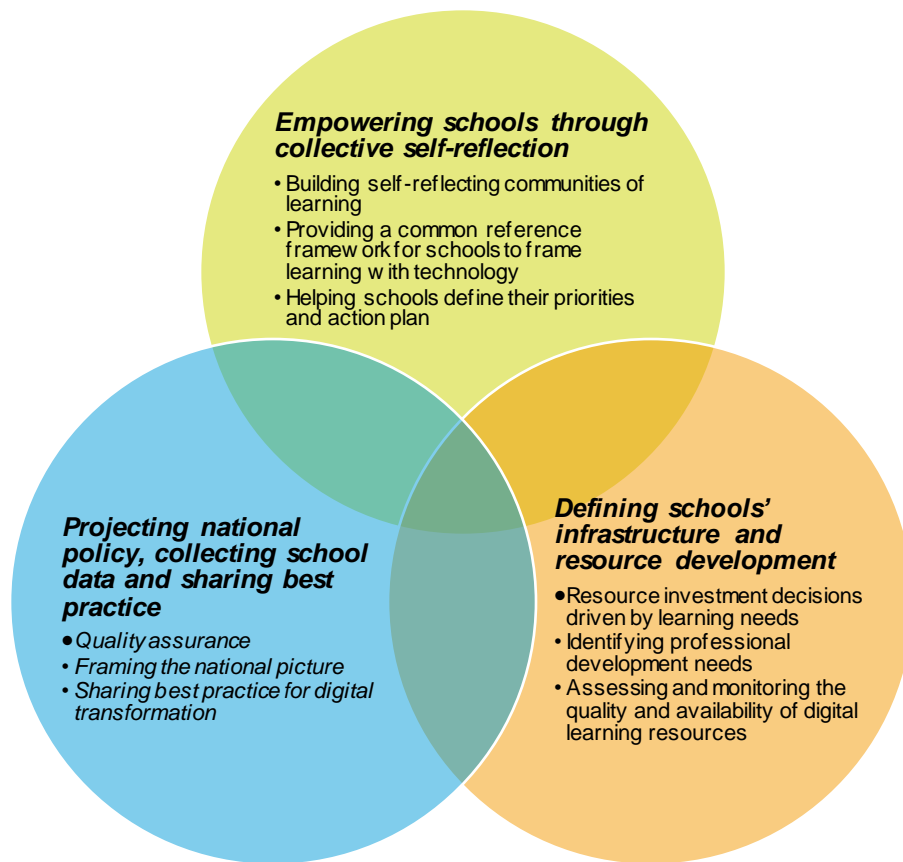 Empowering schools through
collective self-reflection
• Building self-reflecting communities of
learning
• Providing a common reference
framework for schools to frame
learning with technology
• Helping schools define their priorities
and action plan
Projecting national
policy, collecting school
data and sharing best
practice
• Quality assurance
• Framing the national picture
• Sharing best practice for digital
transformation
Defining schools’
infrastructure and
resource development
• Resource investment decisions
driven by learning needs
• Identifying professional
development needs
• Assessing and monitoring the
quality and availability of digital
learning resources